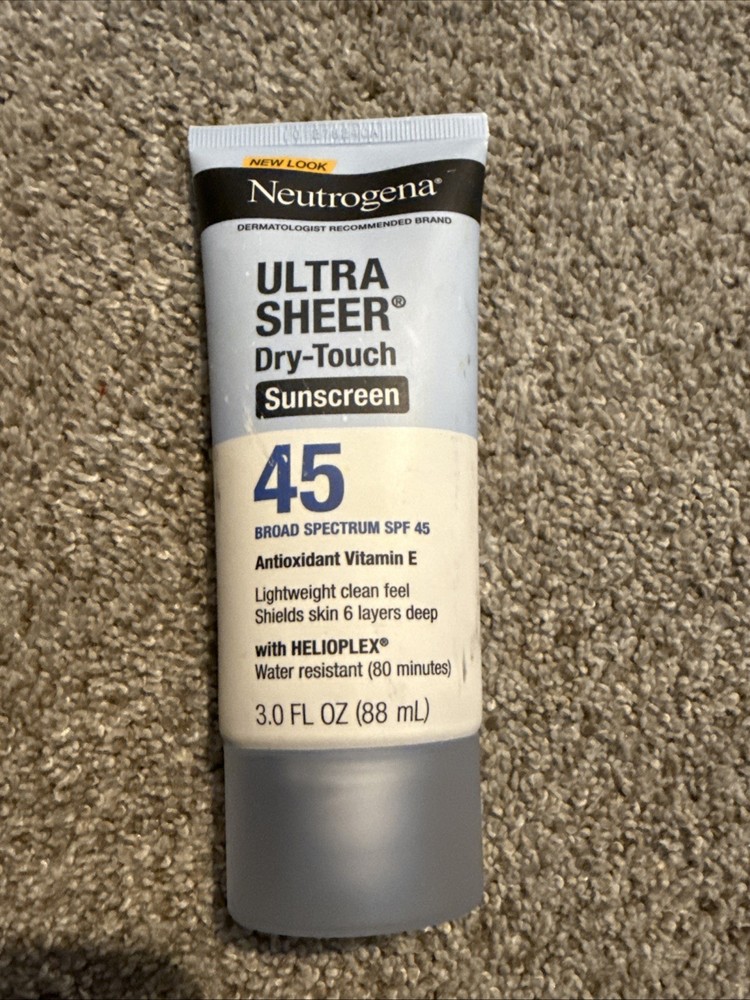 NEW LOOK
Neutrogena®
DERMATOLOGIST RECOMMENDED BRAND
ULTRA
SHEER®
Dry-Touch
Sunscreen
45
BROAD SPECTRUM SPF 45
Antioxidant Vitamin E
Lightweight clean feel
Shields skin 6 layers deep
with HELIOPLEX®
Water resistant (80 minutes)
3.0 FL OZ (88 mL)